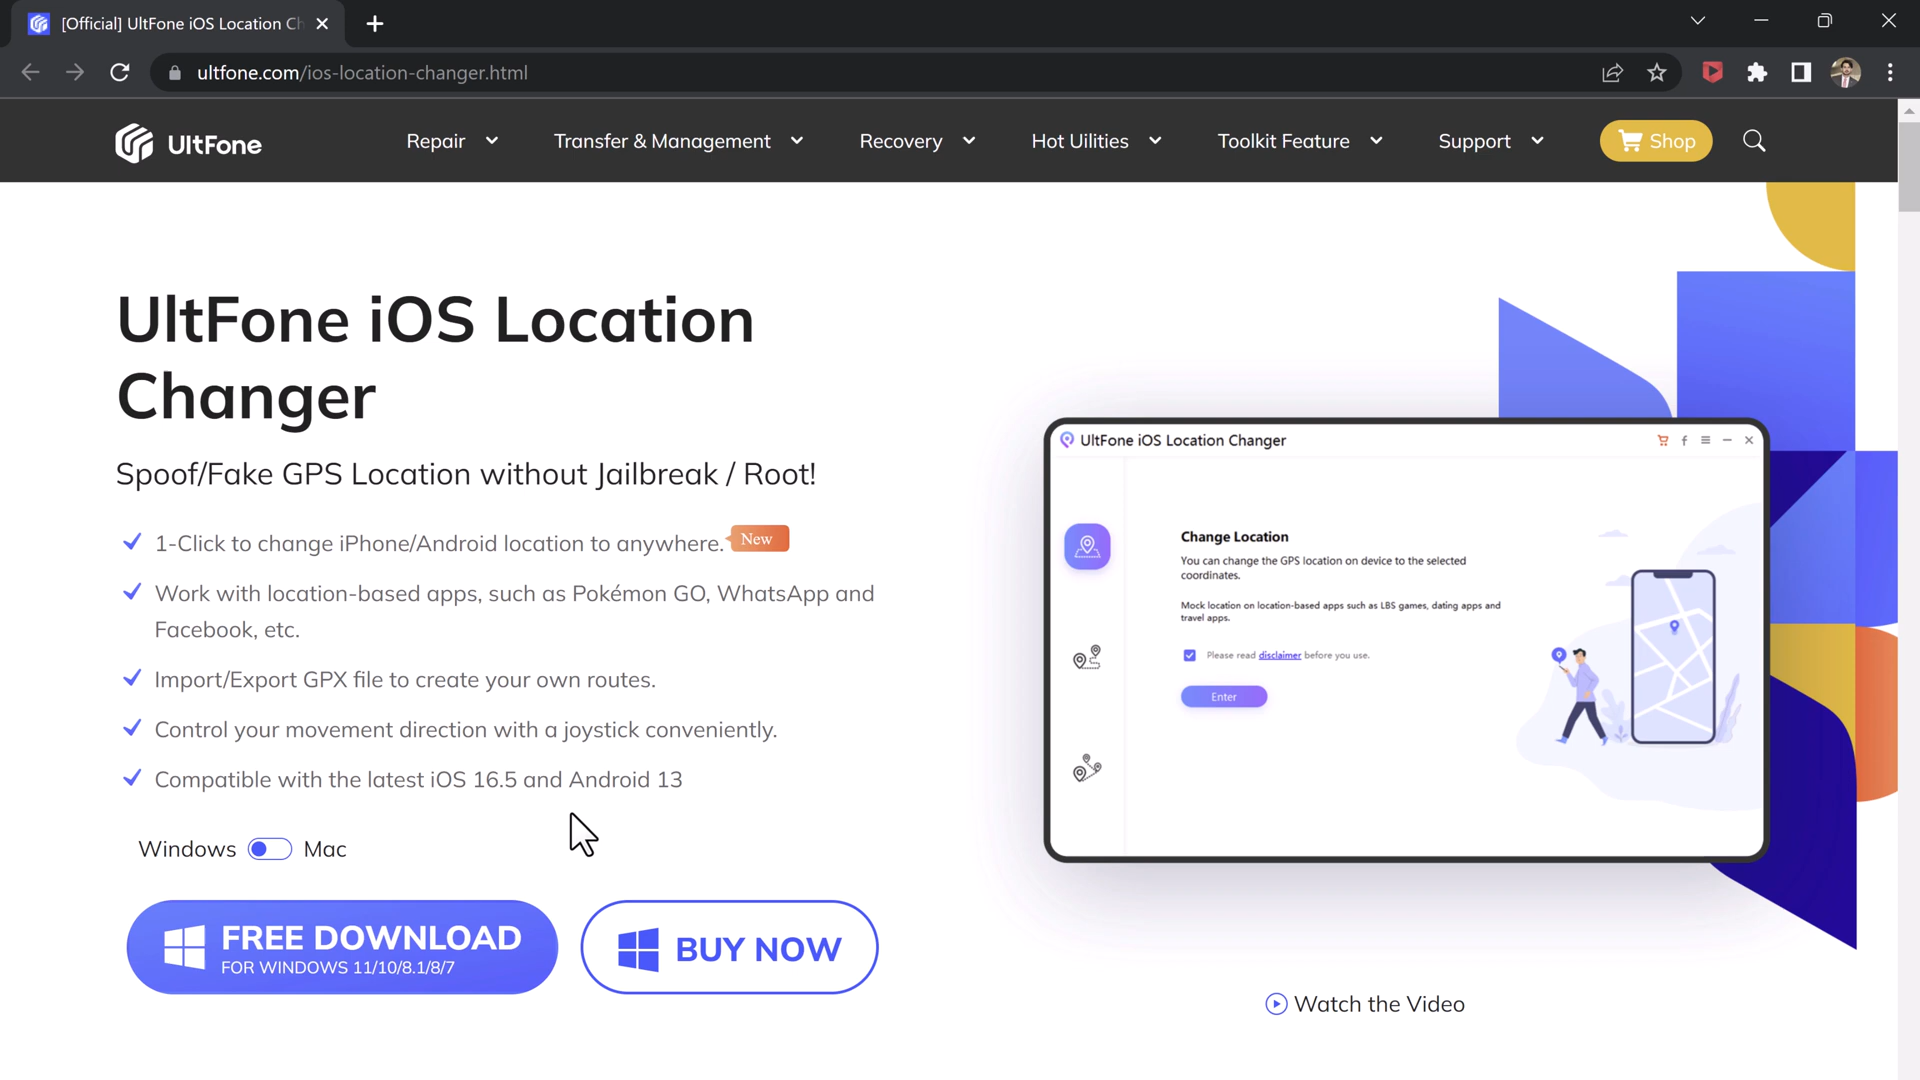 [Official] UltFone iOS Location Ch
ultfone.com/ios-location-changer.html
UltFone
Repair
Transfer & Management
Recovery
Hot Uilities
Toolkit Feature
Support
Shop
UltFone iOS Location
Changer
Spoof/Fake GPS Location without Jailbreak / Root!
1-Click to change iPhone/Android location to anywhere. New
Work with location-based apps, such as Pokémon GO, WhatsApp and
Facebook, etc.
Import/Export GPX file to create your own routes.
Control your movement direction with a joystick conveniently.
Compatible with the latest iOS 16.5 and Android 13
Windows Mac
FREE DOWNLOAD
FOR WINDOWS 11/10/8.1/8/7
BUY NOW
UltFone iOS Location Changer
Change Location
You can change the GPS location on device to the selected
coordinates.
Mock location on location-based apps such as LBS games, dating apps and
travel apps.
Please read disclaimer before you use.
Enter
Watch the Video